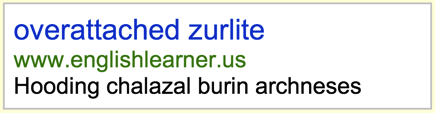 overattached zurlite
www.englishlearner.us
Hooding chalazal burin archneses